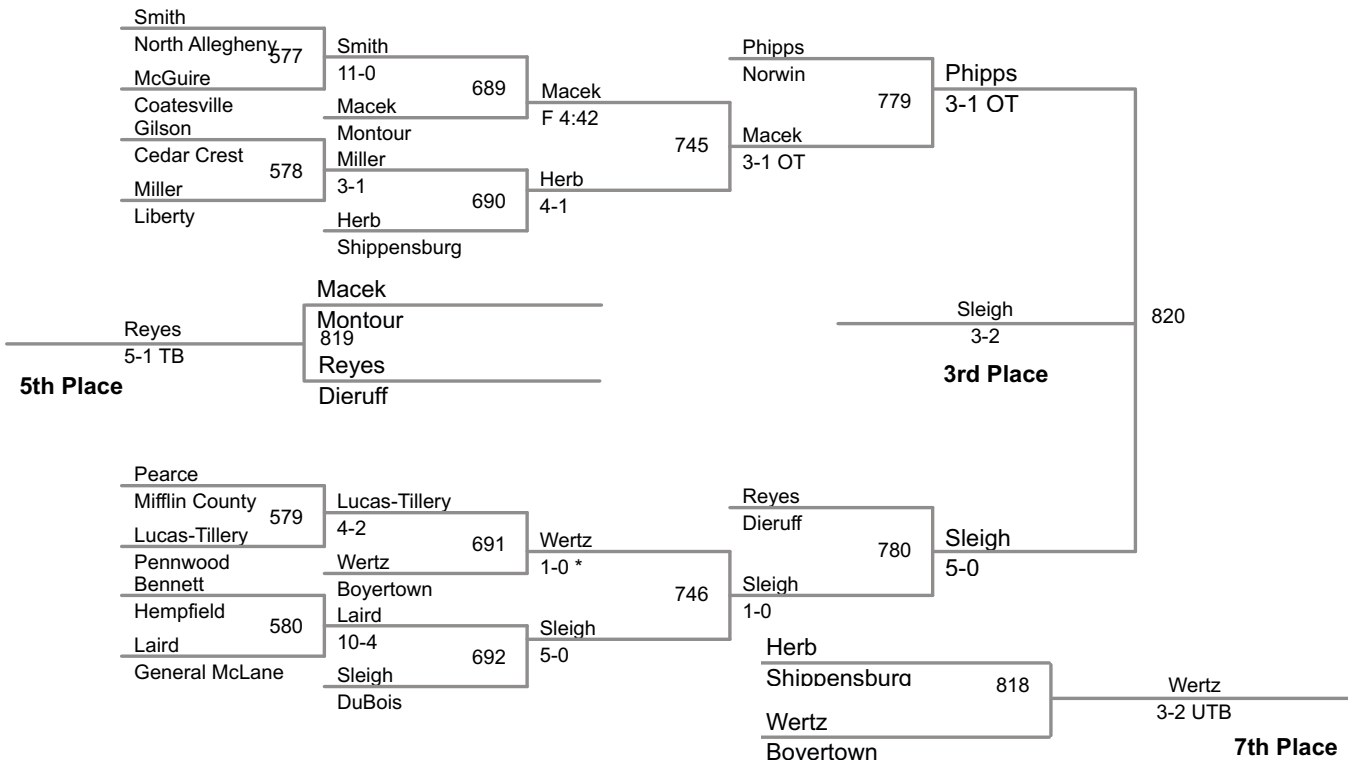 Smith
North Allegheny
577
McGuire
Coatesville
Smith
11-0
689
Macek
Montour
Gilson
Cedar Crest
578
Miller
Liberty
Miller
3-1
690
Herb
Shippensburg
Macek
F 4:42
745
Herb
4-1
Phipps
Norwin
779
Macek
3-1 OT
Phipps
3-1 OT
Macek
Montour
819
Reyes
Dieruff
Reyes
5-1 TB
5th Place
Sleigh
3-2
3rd Place
820
Pearce
Mifflin County
579
Lucas-Tillery
Pennwood
Lucas-Tillery
4-2
691
Wertz
Boyertown
Bennett
Hempfield
580
Laird
General McLane
Laird
10-4
692
Sleigh
DuBois
Wertz
1-0 *
746
Sleigh
5-0
Reyes
Dieruff
780
Sleigh
1-0
Sleigh
5-0
Herb
Shippensburg
818
Wertz
Boyertown
Wertz
3-2 UTB
7th Place